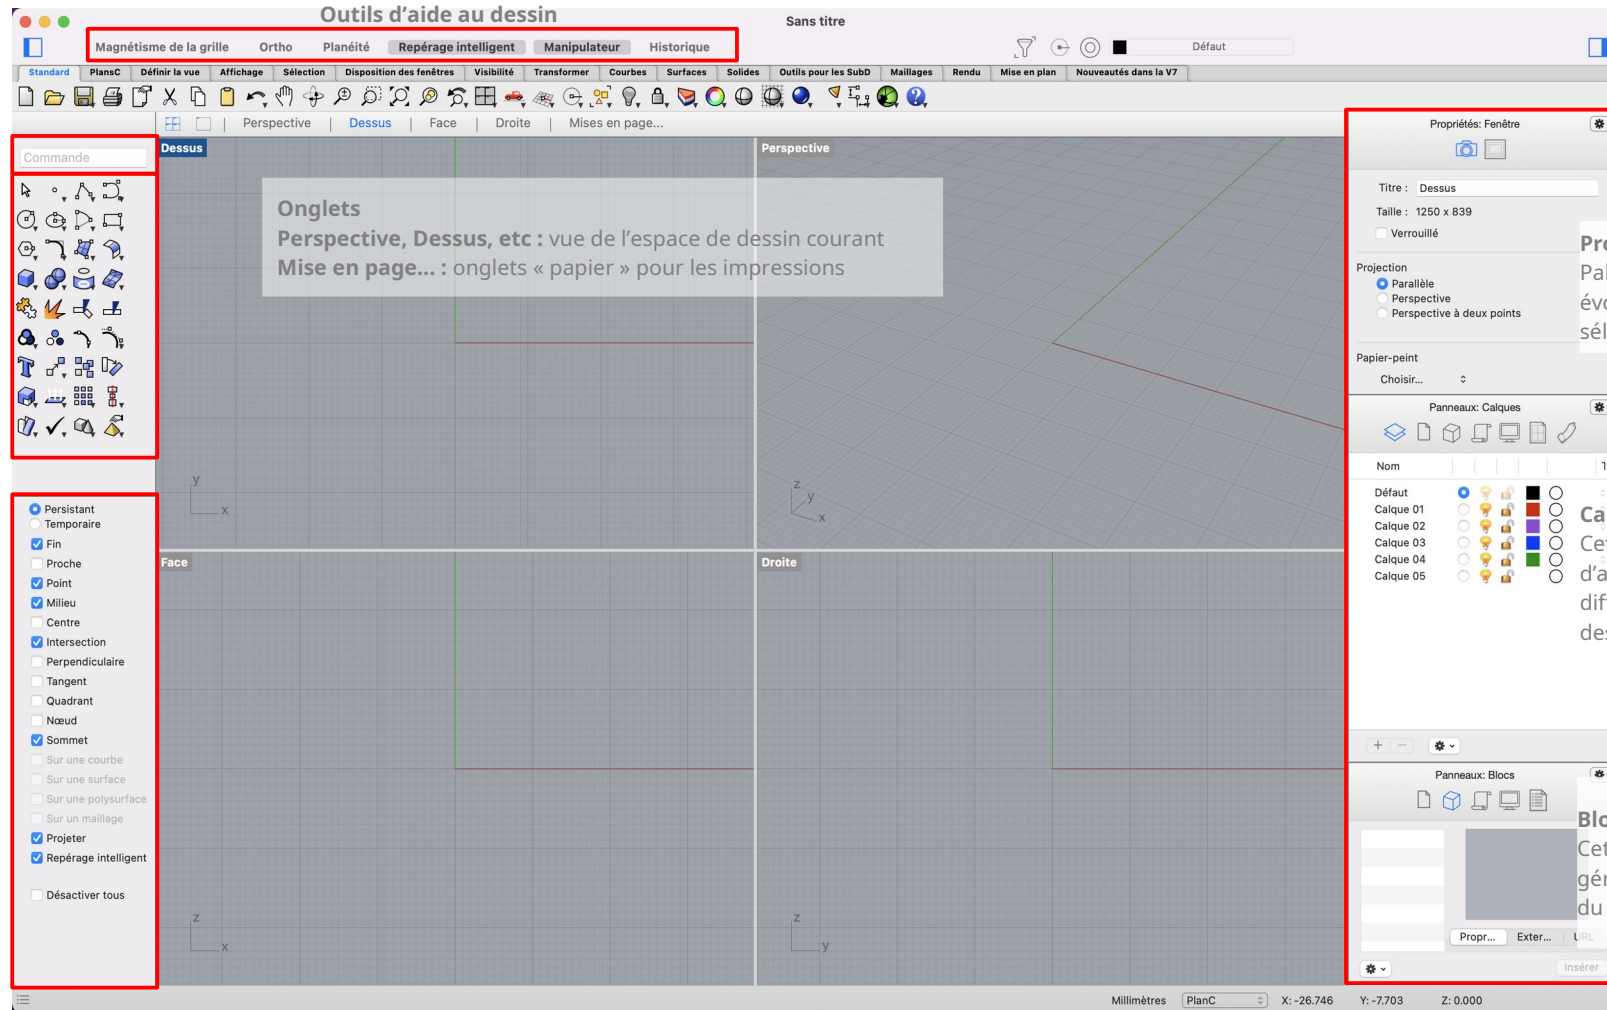 Outils d’aide au dessin
Sans titre
Magnétisme de la grille Ortho Planéité Repérage intelligent Manipulateur Historique
Défaut
Standard PlansC Définir la vue Affichage Sélection Disposition des fenêtres Visibilité Transformer Courbes Surfaces Solides Outils pour les SubD Maillages Rendu Mise en plan Nouveautés dans la V7
Perspective | Dessus | Face | Droite | Mises en page...
Commande
Dessus
Perspective
Onglets
Perspective, Dessus, etc : vue de l’espace de dessin courant
Mise en page... : onglets « papier » pour les impressions
y
x
z
y
x
Face
Droite
z
x
z
y
Persistant
Temporaire
Fin
Proche
Point
Milieu
Centre
Intersection
Perpendiculaire
Tangent
Quadrant
Nœud
Sommet
Sur une courbe
Sur une surface
Sur une polysurface
Sur un maillage
Projeter
Repérage intelligent
Désactiver tous
Propriétés: Fenêtre
Titre : Dessus
Taille : 1250 x 839
Verrouillé
Projection
Parallèle
Perspective
Perspective à deux points
Papier-peint
Choisir...
Panneaux: Calques
Nom
Défaut
Calque 01
Calque 02
Calque 03
Calque 04
Calque 05
Panneaux: Blocs
Propr... Exter... URL
Insérer
du
Millimètres PlanC X: -26.746 Y: -7.703 Z: 0.000